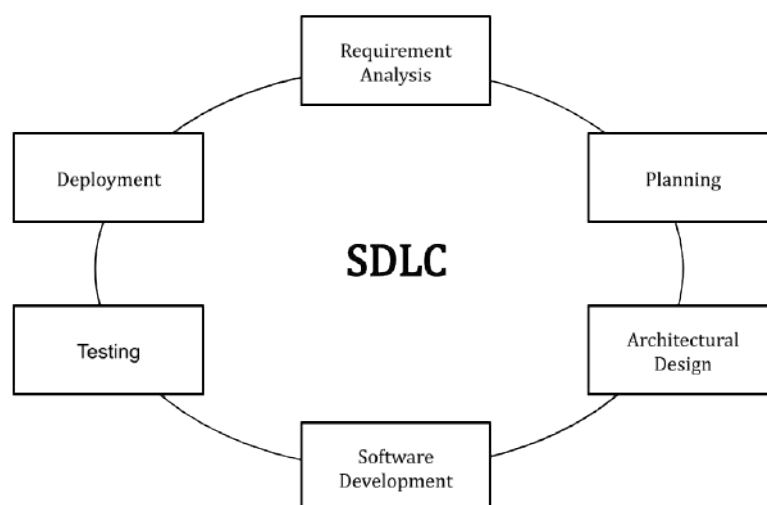 Requirement
Analysis
Deployment
Planning
SDLC
Testing
Architectural
Design
Software
Development